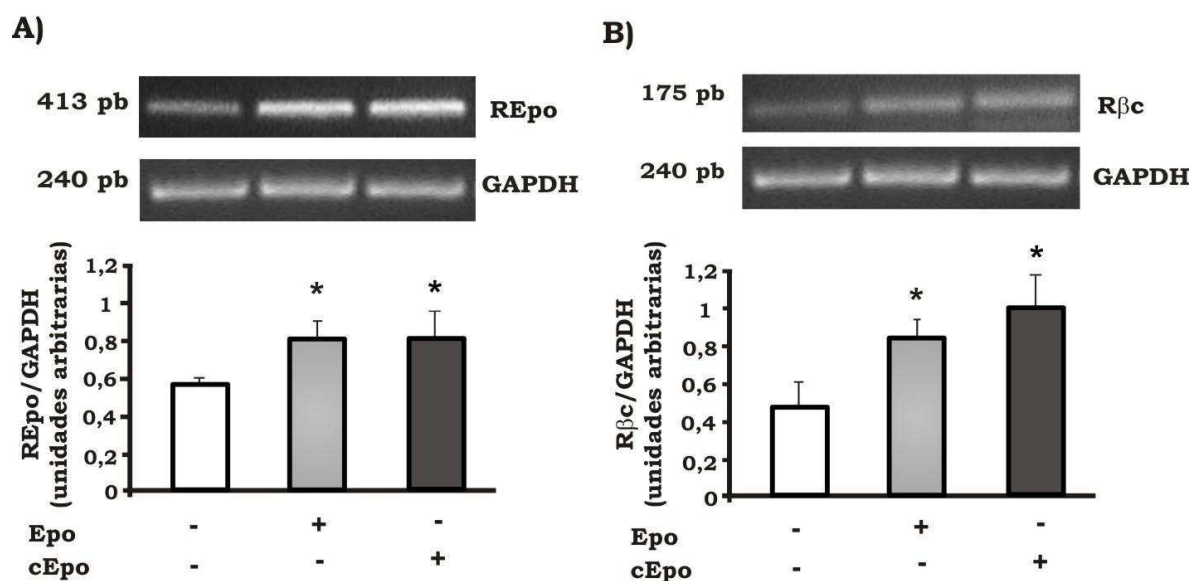 A)
413 pb
REpo
240 pb
GAPDH
REpo/GAPDH
(unidades arbitrarias)
1,2
1
0,8
0,6
0,4
0,2
0
* *
Epo - + -
cEpo - - +
B)
175 pb
Rβc
240 pb
GAPDH
Rβc/GAPDH
(unidades arbitrarias)
1,2
1
0,8
0,6
0,4
0,2
0
* *
Epo - + -
cEpo - - +